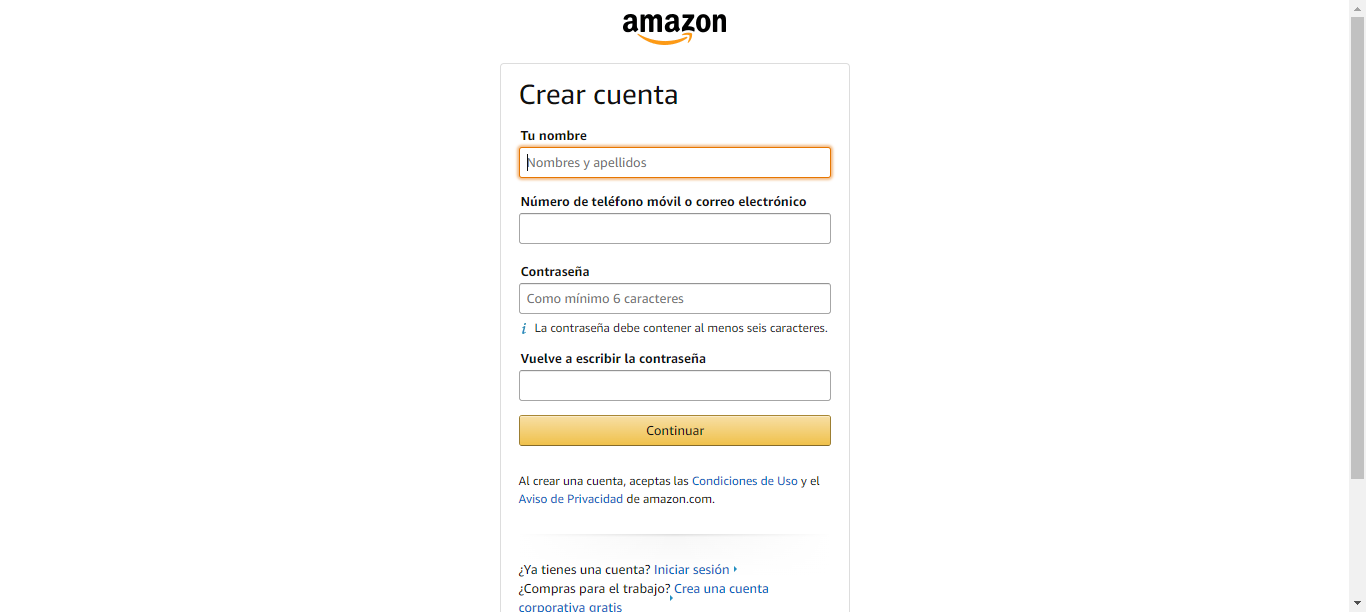 amazon
Crear cuenta
Tu nombre
Nombres y apellidos
Número de teléfono móvil o correo electrónico
Contraseña
Como mínimo 6 caracteres
i La contraseña debe contener al menos seis caracteres.
Vuelve a escribir la contraseña
Continuar
Al crear una cuenta, aceptas las Condiciones de Uso y el
Aviso de Privacidad de amazon.com.
¿Ya tienes una cuenta? Iniciar sesión
¿Compras para el trabajo? Crea una cuenta
corporativa gratis